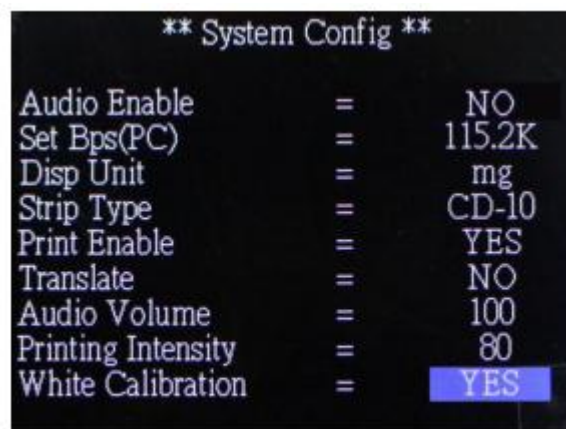 ** System Config **
Audio Enable = NO
Set Bps(PC) = 115.2K
Disp Unit = mg
Strip Type = CD-10
Print Enable = YES
Translate = NO
Audio Volume = 100
Printing Intensity = 80
White Calibration = YES